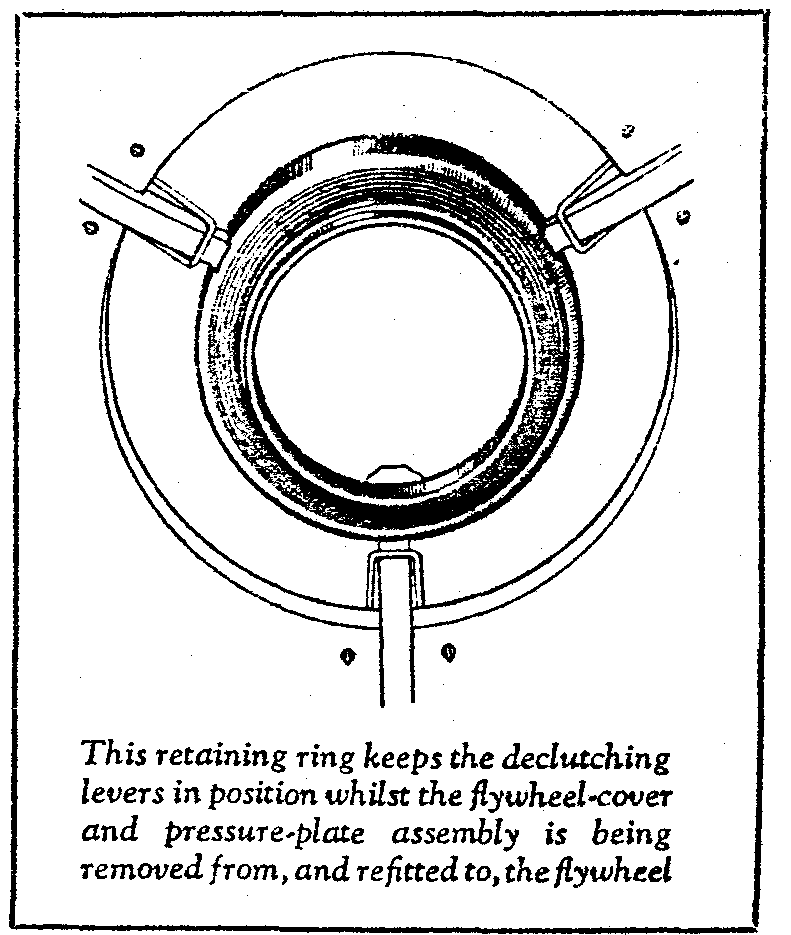 This retaining ring keeps the declutching
levers in position whilst the flywheel-cover
and pressure-plate assembly is being
removed from, and refitted to, the flywheel